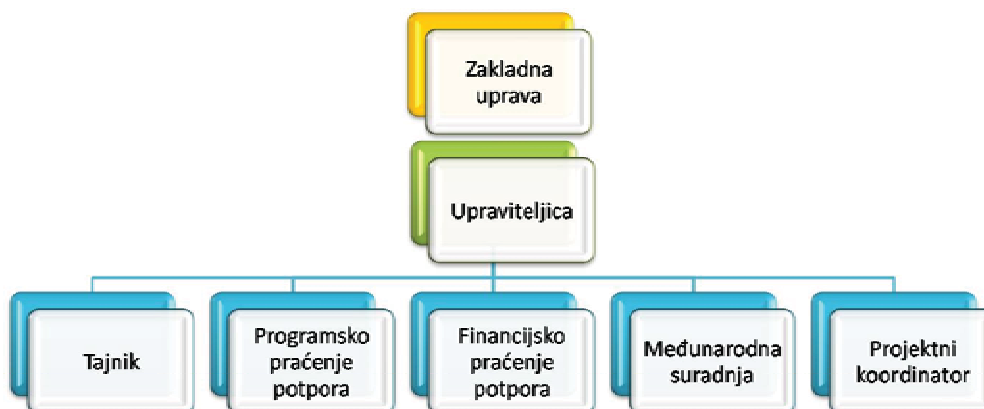 Zakladna
uprava
Upraviteljica
Tajnik
Programsko
praćenje
potpora
Financijsko
praćenje
potpora
Međunarodna
suradnja
Projektni
koordinator